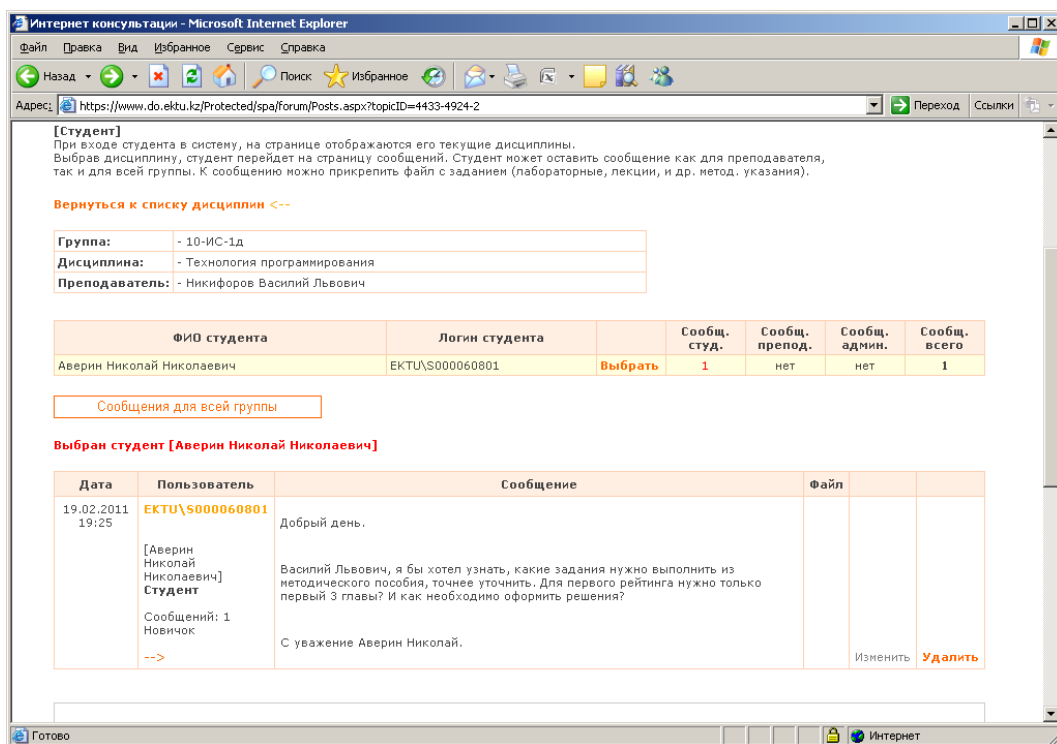 Интернет консультации - Microsoft Internet Explorer
Файл Правка Вид Избранное Сервис Справка
Назад Поиск Избранное
Адрес: https://www.do.ektu.kz/Protected/spa/forum/Posts.aspx?topicID=4433-4924-2 Переход Ссылки
[Студент]
При входе студента в систему, на странице отображаются его текущие дисциплины.
Выбрав дисциплину, студент перейдет на страницу сообщений. Студент может оставить сообщение как для преподавателя,
так и для всей группы. К сообщению можно прикрепить файл с заданием (лабораторные, лекции, и др. метод. указания).
Вернуться к списку дисциплин <--
Группа: - 10-ИС-1д
Дисциплина: - Технология программирования
Преподаватель: - Никифоров Василий Львович
ФИО студента Логин студента Сообщ. студ. Сообщ. препод. Сообщ. админ. Сообщ. всего
Аверин Николай Николаевич EKTU\S000060801 Выбрать 1 нет нет 1
Сообщения для всей группы
Выбран студент [Аверин Николай Николаевич]
Дата Пользователь Сообщение Файл
19.02.2011 EKTU\S000060801
19:25
Добрый день.
[Аверин
Николай
Николаевич]
Студент
Сообщений: 1
Новичок
-->
Василий Львович, я бы хотел узнать, какие задания нужно выполнить из
методического пособия, точнее уточнить. Для первого рейтинга нужно только
первый 3 главы? И как необходимо оформить решения?
С уважение Аверин Николай.
Изменить Удалить
Готово Интернет